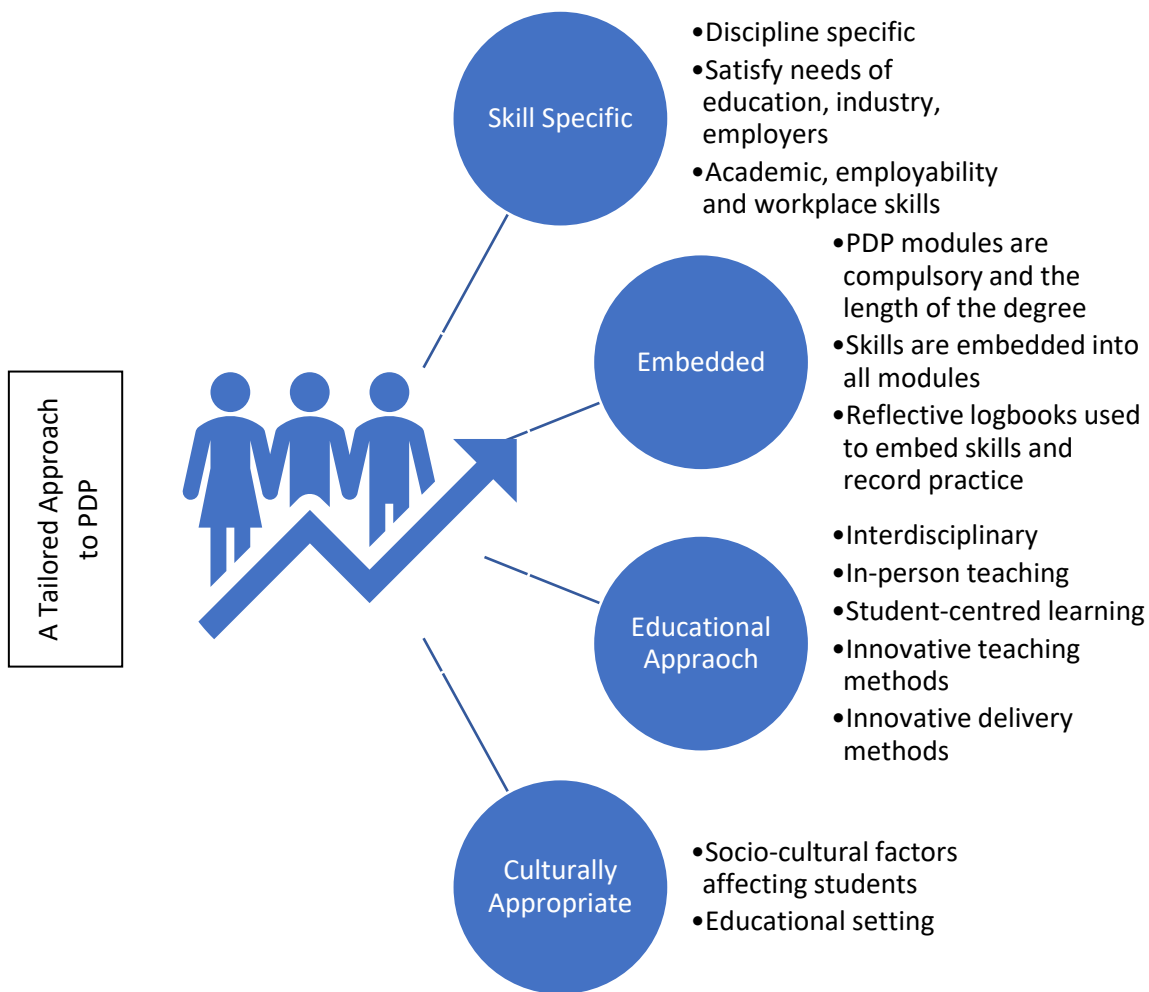 A Tailored Approach
to PDP
Skill Specific
•Discipline specific
•Satisfy needs of
education, industry,
employers
•Academic, employability
and workplace skills
Embedded
•PDP modules are
compulsory and the
length of the degree
•Skills are embedded into
all modules
•Reflective logbooks used
to embed skills and
record practice
Educational
Appraoch
•Interdisciplinary
•In-person teaching
•Student-centred learning
•Innovative teaching
methods
•Innovative delivery
methods
Culturally
Appropriate
•Socio-cultural factors
affecting students
•Educational setting